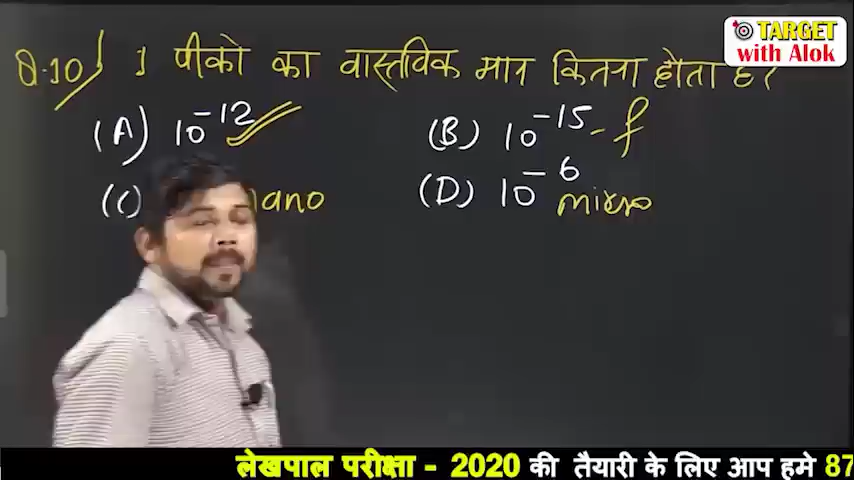 TARGET
with Alok
Q.10) 1 पीको का वास्तविक मान कितना होता है?
(A) 10⁻¹² (B) 10⁻¹⁵ - f
(C) nano (D) 10⁻⁶ micro
लेखपाल परीक्षा - 2020 की तैयारी के लिए आप हमे 87